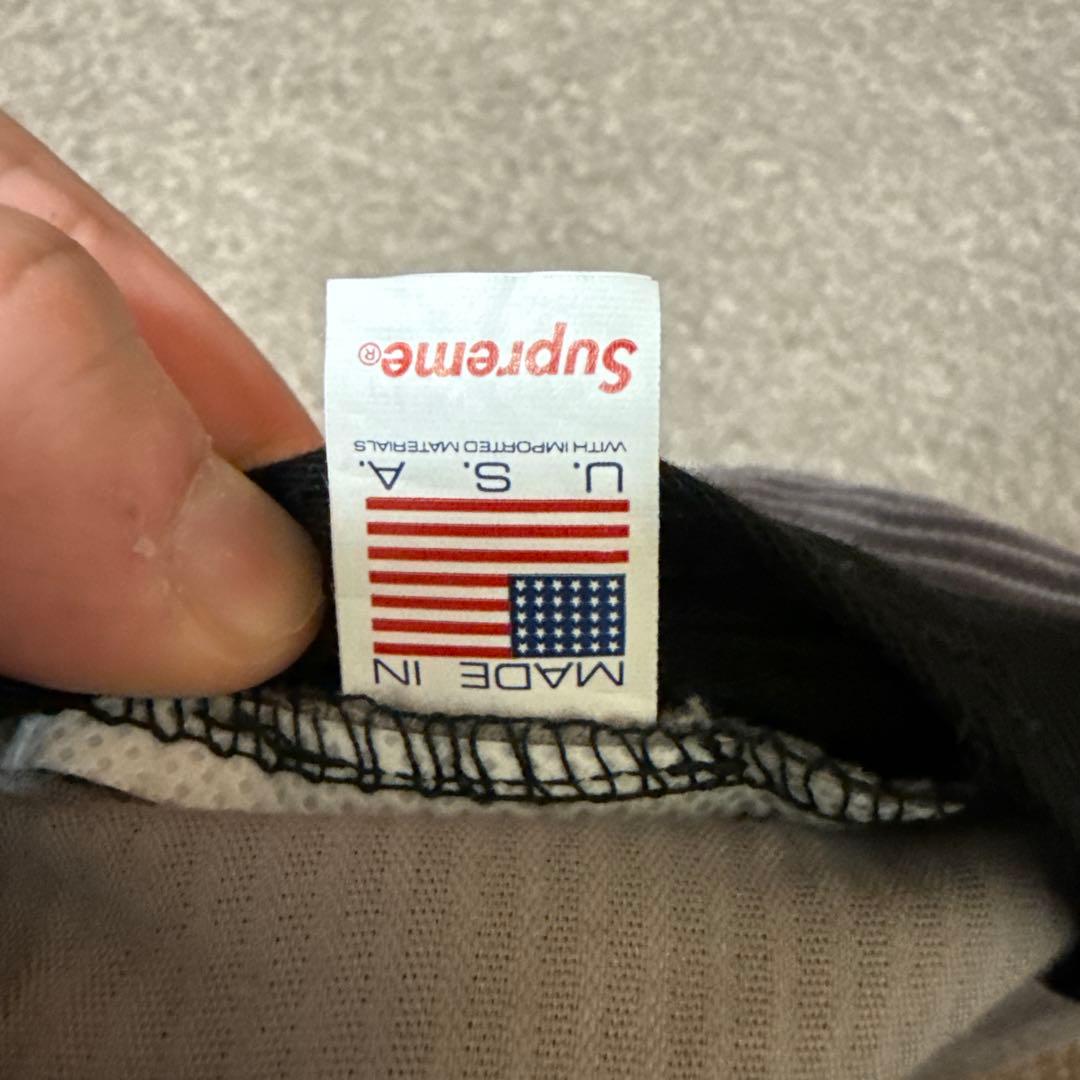 MADE IN
U. S. A.
WITH IMPORTED MATERIALS
Supreme®